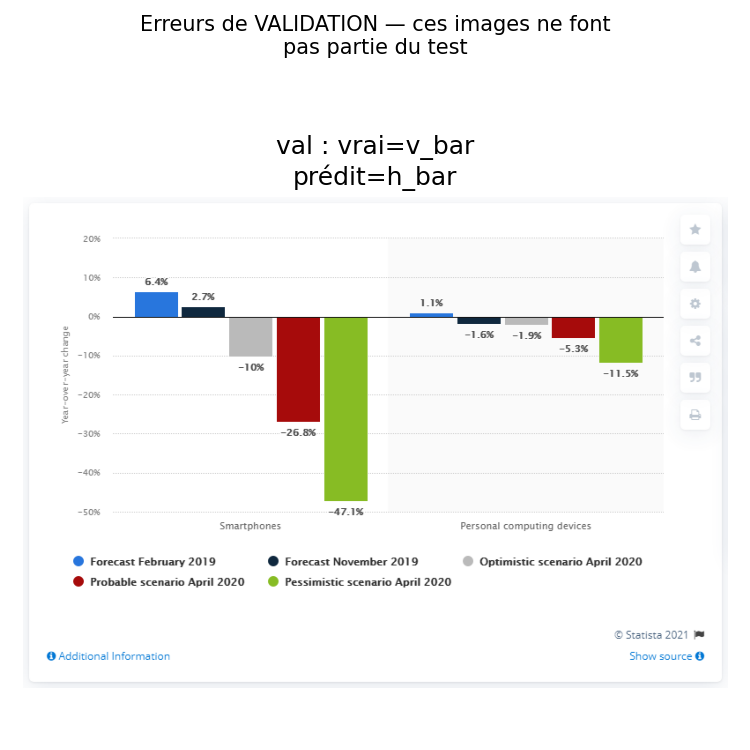 Erreurs de VALIDATION — ces images ne font
pas partie du test
val : vrai=v_bar
prédit=h_bar
20%
10%
0%
-10%
-20%
-30%
-40%
-50%
Year-over-year change
6.4%
2.7%
-10%
-26.8%
-47.1%
1.1%
-1.6%
-1.9%
-5.3%
-11.5%
Smartphones
Personal computing devices
Forecast February 2019
Forecast November 2019
Optimistic scenario April 2020
Probable scenario April 2020
Pessimistic scenario April 2020
© Statista 2021
Additional Information
Show source